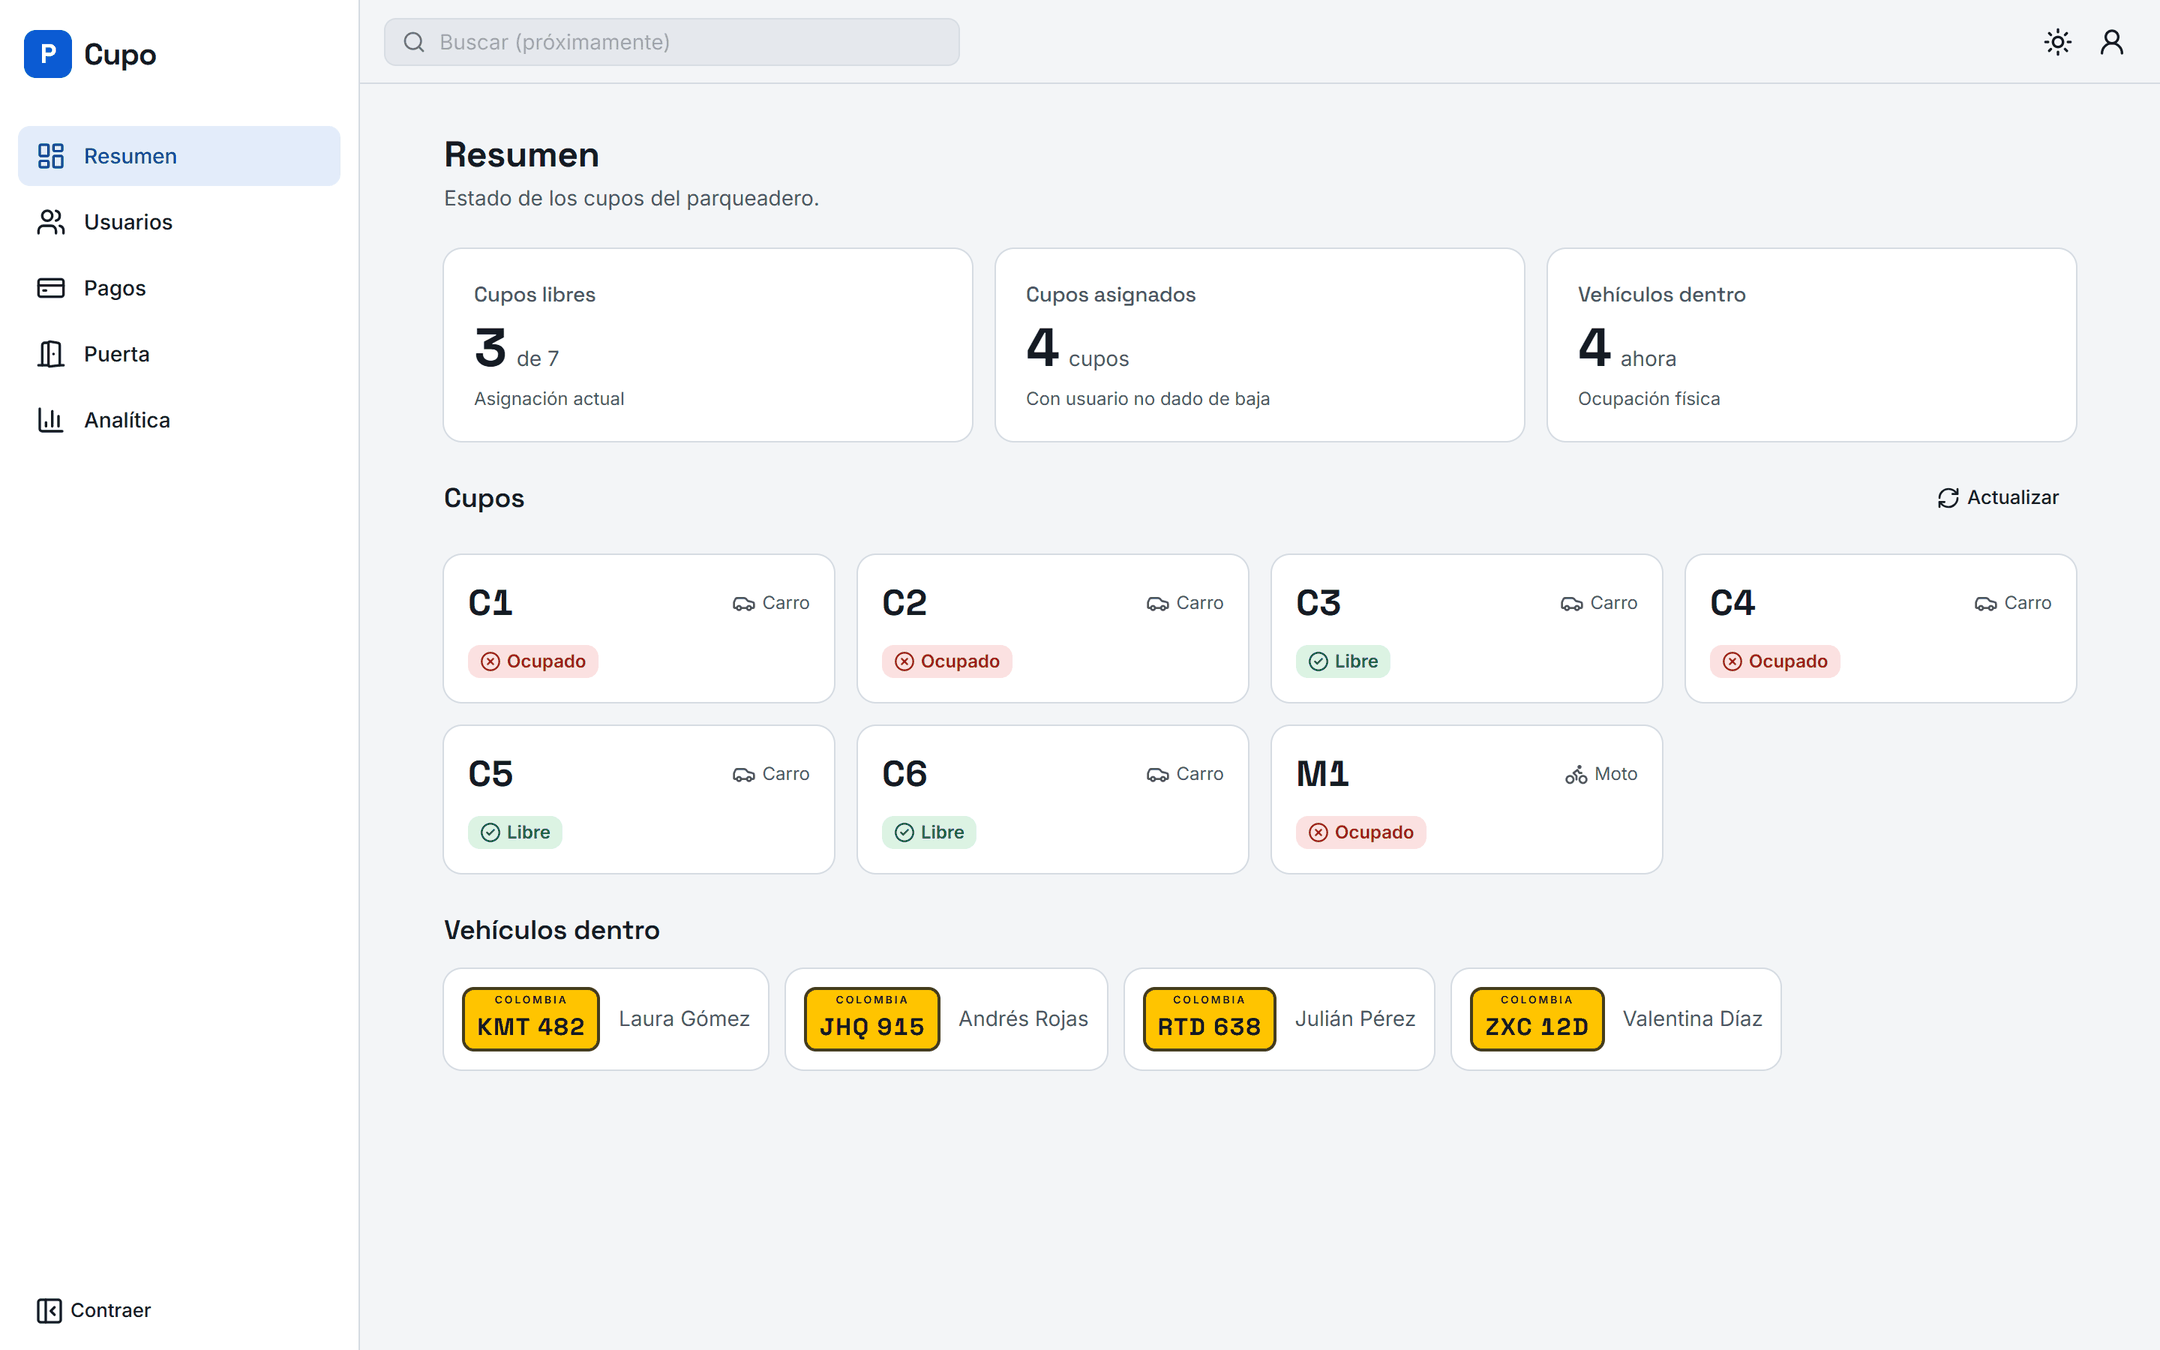 P Cupo
Buscar (próximamente)
Resumen
Usuarios
Pagos
Puerta
Analítica
Contraer
Resumen
Estado de los cupos del parqueadero.
Cupos libres
3 de 7
Asignación actual
Cupos asignados
4 cupos
Con usuario no dado de baja
Vehículos dentro
4 ahora
Ocupación física
Cupos
Actualizar
C1 Carro
Ocupado
C2 Carro
Ocupado
C3 Carro
Libre
C4 Carro
Ocupado
C5 Carro
Libre
C6 Carro
Libre
M1 Moto
Ocupado
Vehículos dentro
COLOMBIA
KMT 482
Laura Gómez
COLOMBIA
JHQ 915
Andrés Rojas
COLOMBIA
RTD 638
Julián Pérez
COLOMBIA
ZXC 12D
Valentina Díaz